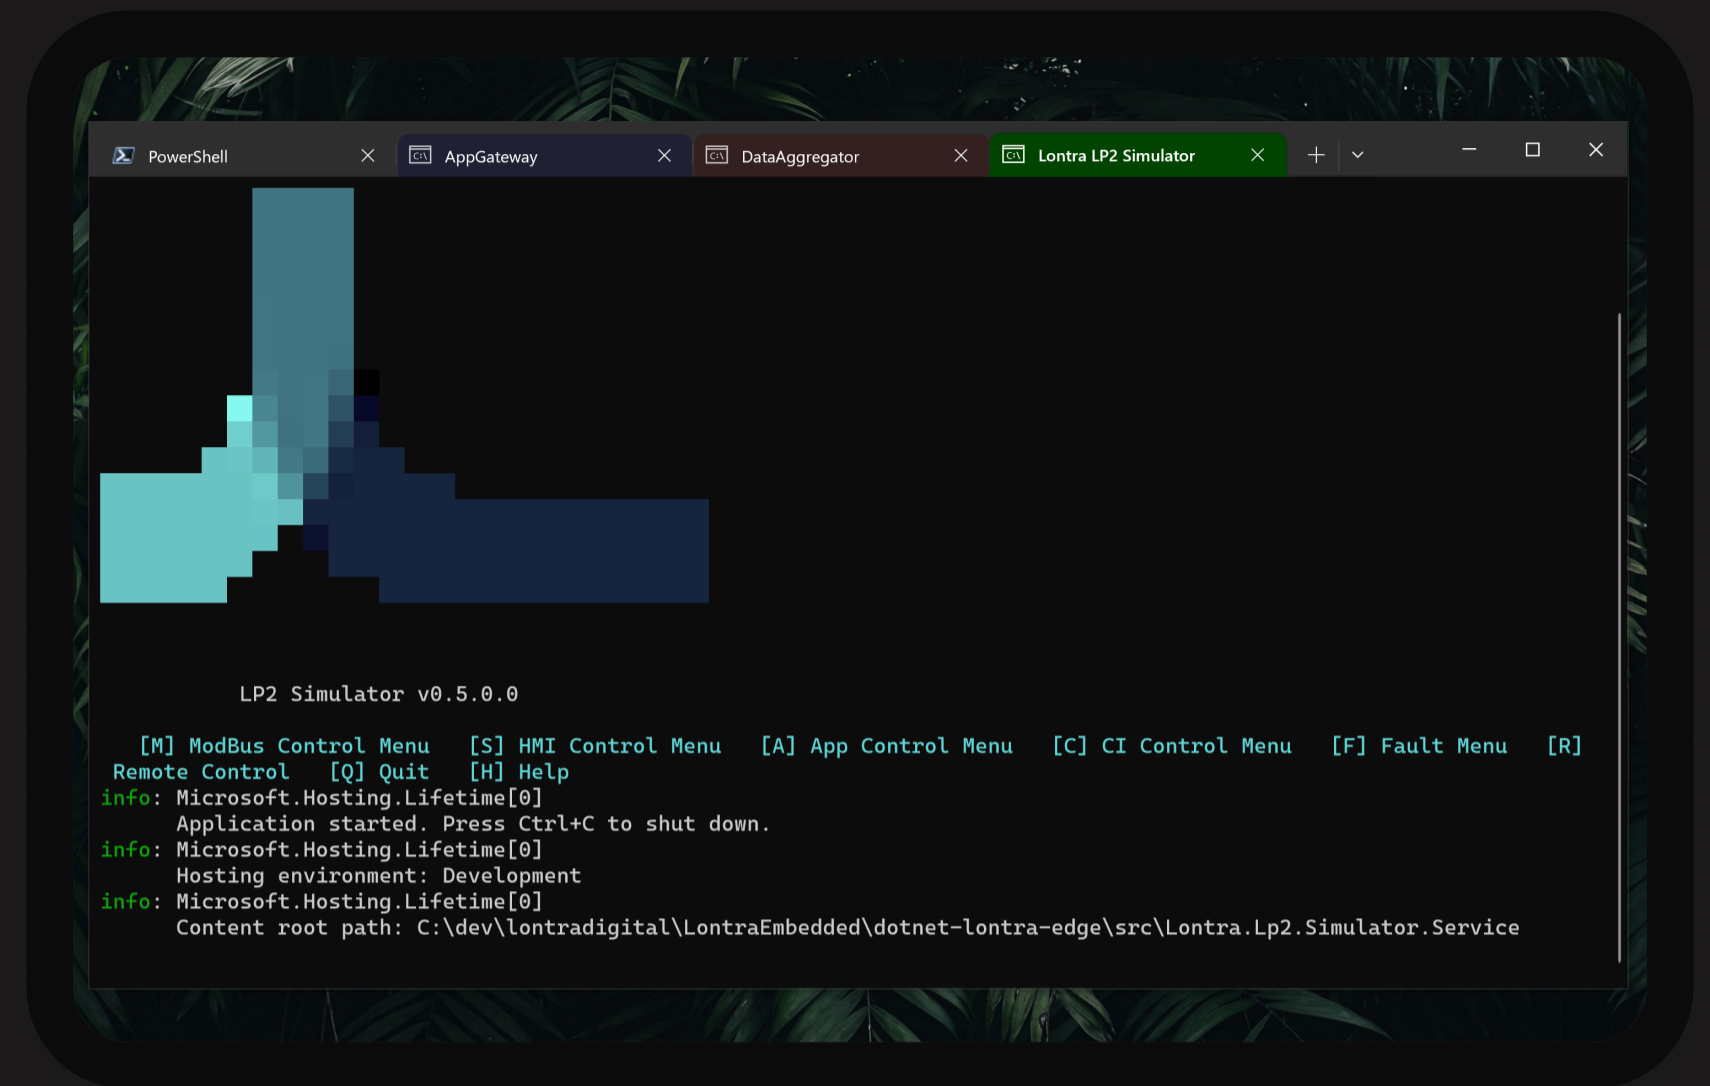 PowerShell
AppGateway
DataAggregator
Lontra LP2 Simulator
LP2 Simulator v0.5.0.0
[M] ModBus Control Menu [S] HMI Control Menu [A] App Control Menu [C] CI Control Menu [F] Fault Menu [R]
Remote Control [Q] Quit [H] Help
info: Microsoft.Hosting.Lifetime[0]
Application started. Press Ctrl+C to shut down.
info: Microsoft.Hosting.Lifetime[0]
Hosting environment: Development
info: Microsoft.Hosting.Lifetime[0]
Content root path: C:\dev\lontradigital\LontraEmbedded\dotnet-lontra-edge\src\Lontra.Lp2.Simulator.Service